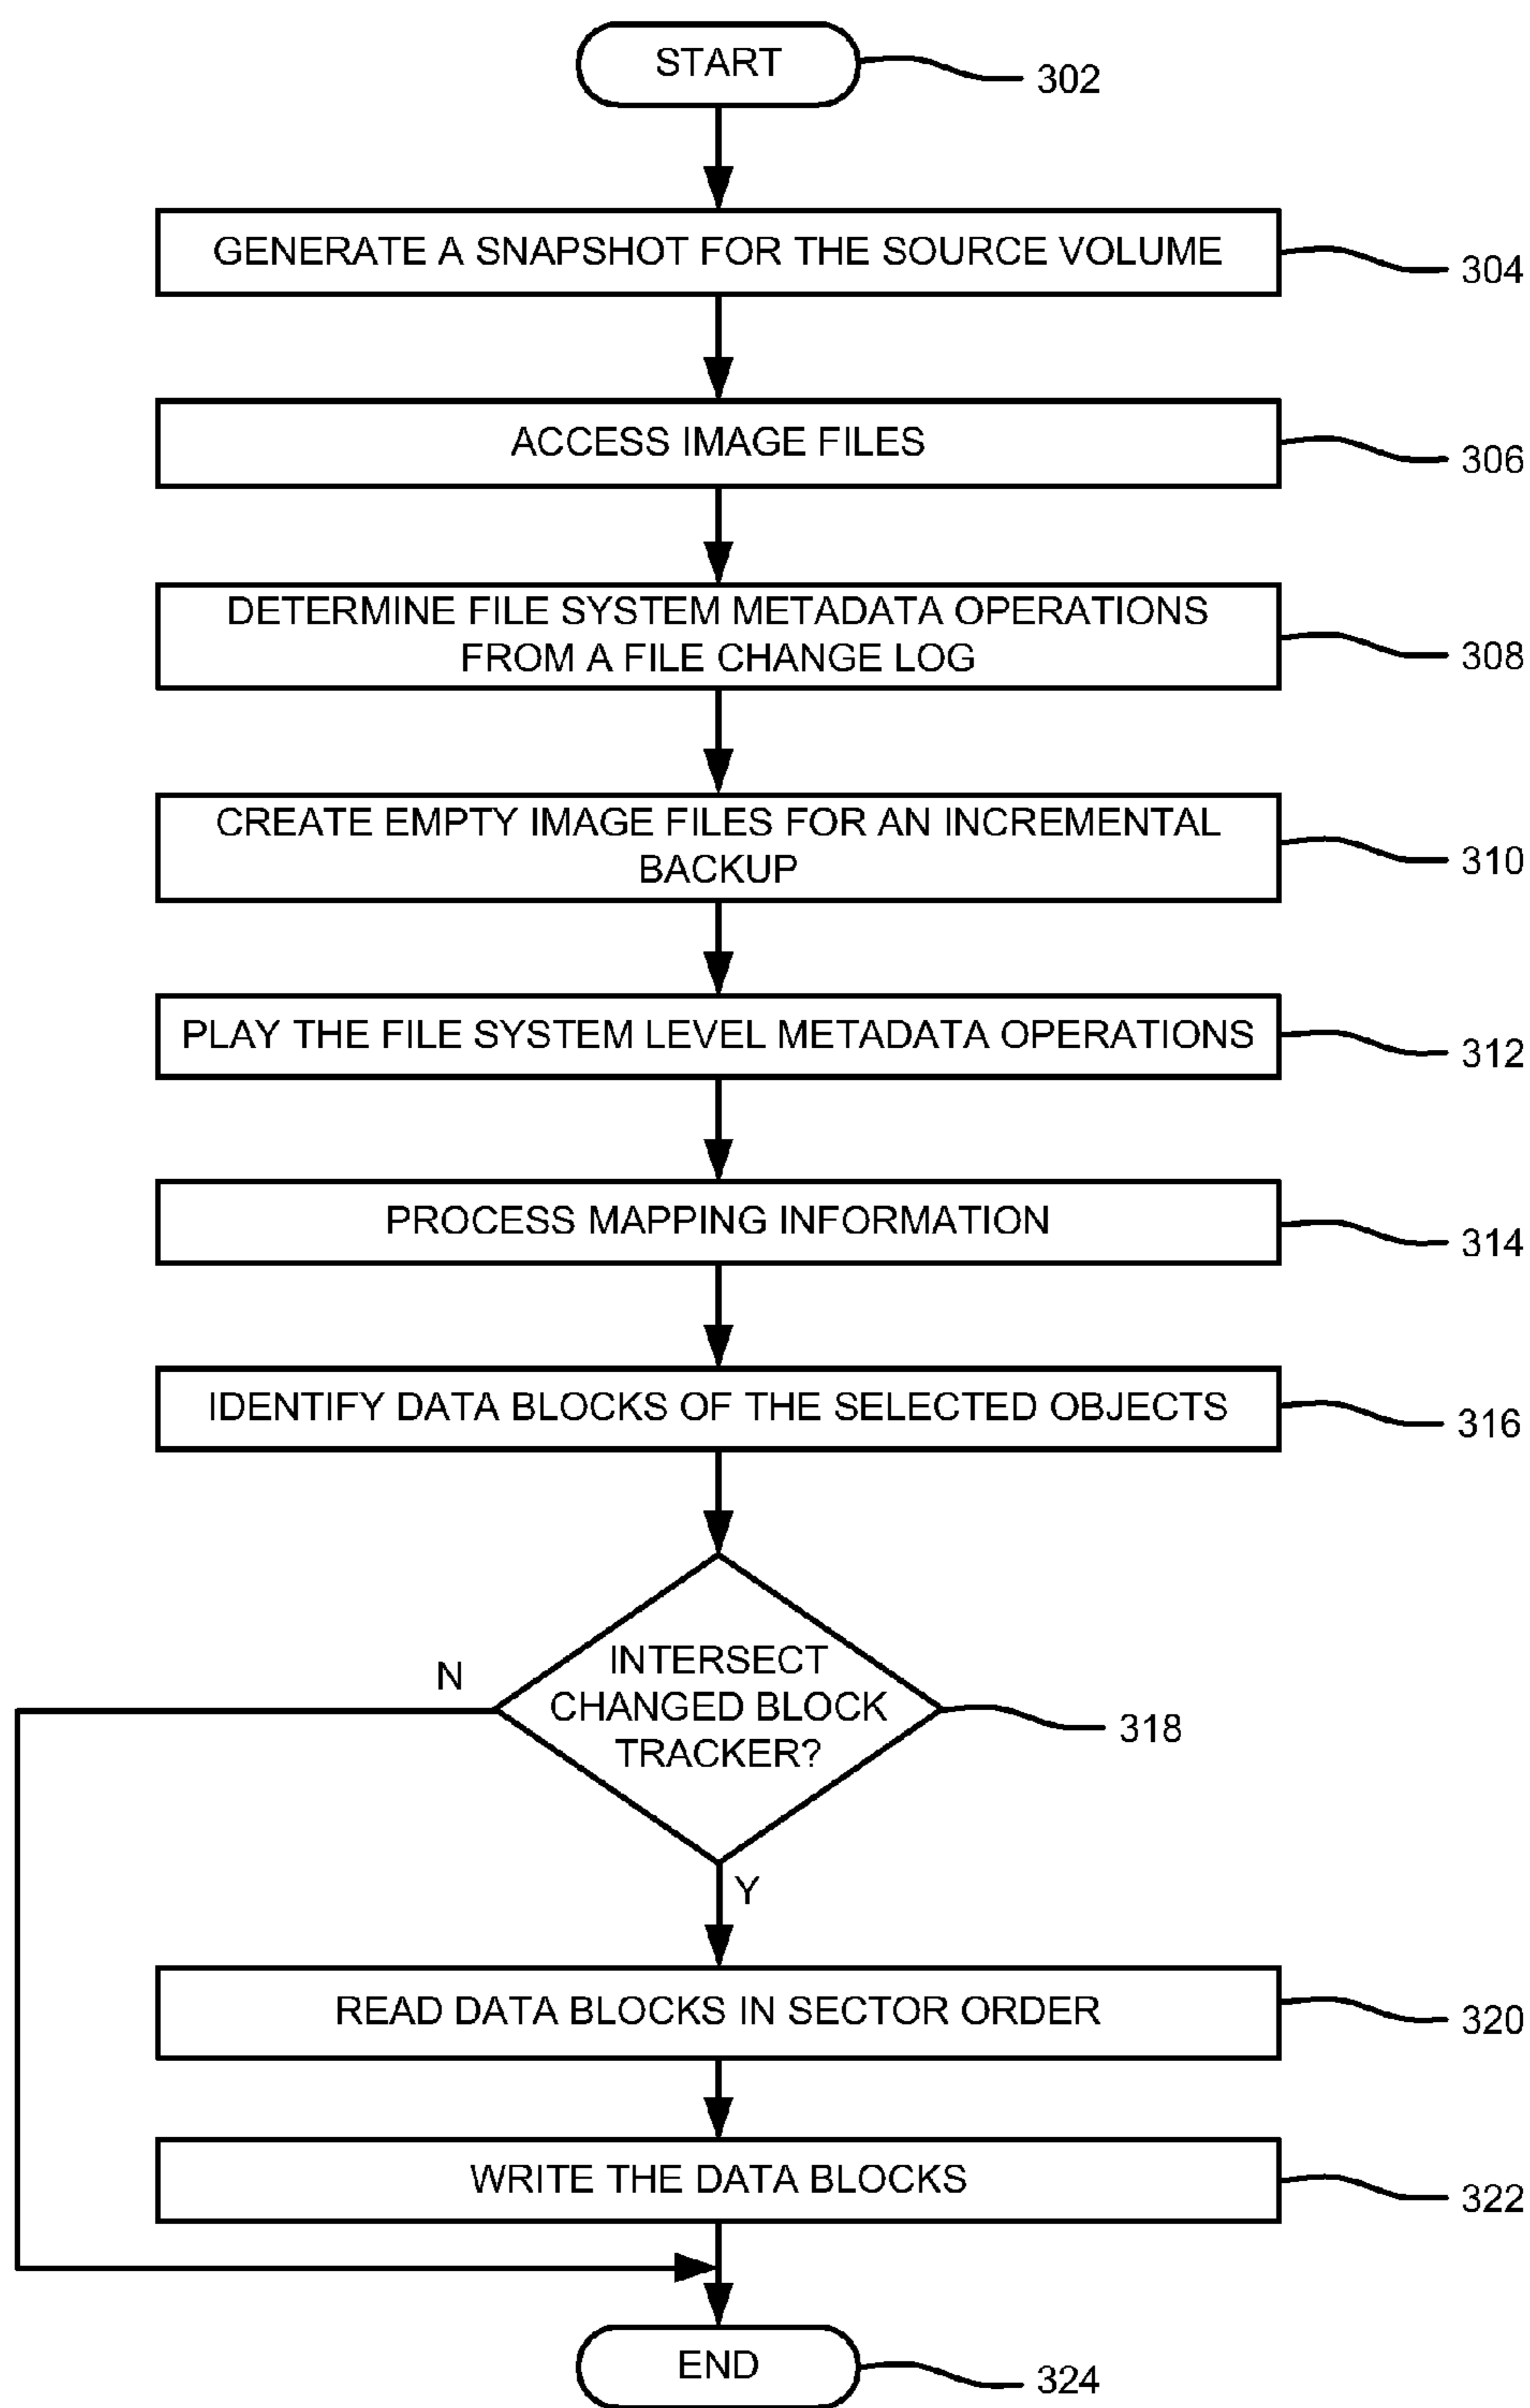 START
302
GENERATE A SNAPSHOT FOR THE SOURCE VOLUME
304
ACCESS IMAGE FILES
306
DETERMINE FILE SYSTEM METADATA OPERATIONS
FROM A FILE CHANGE LOG
308
CREATE EMPTY IMAGE FILES FOR AN INCREMENTAL
BACKUP
310
PLAY THE FILE SYSTEM LEVEL METADATA OPERATIONS
312
PROCESS MAPPING INFORMATION
314
IDENTIFY DATA BLOCKS OF THE SELECTED OBJECTS
316
N
INTERSECT
CHANGED BLOCK
TRACKER?
318
Y
READ DATA BLOCKS IN SECTOR ORDER
320
WRITE THE DATA BLOCKS
322
END
324